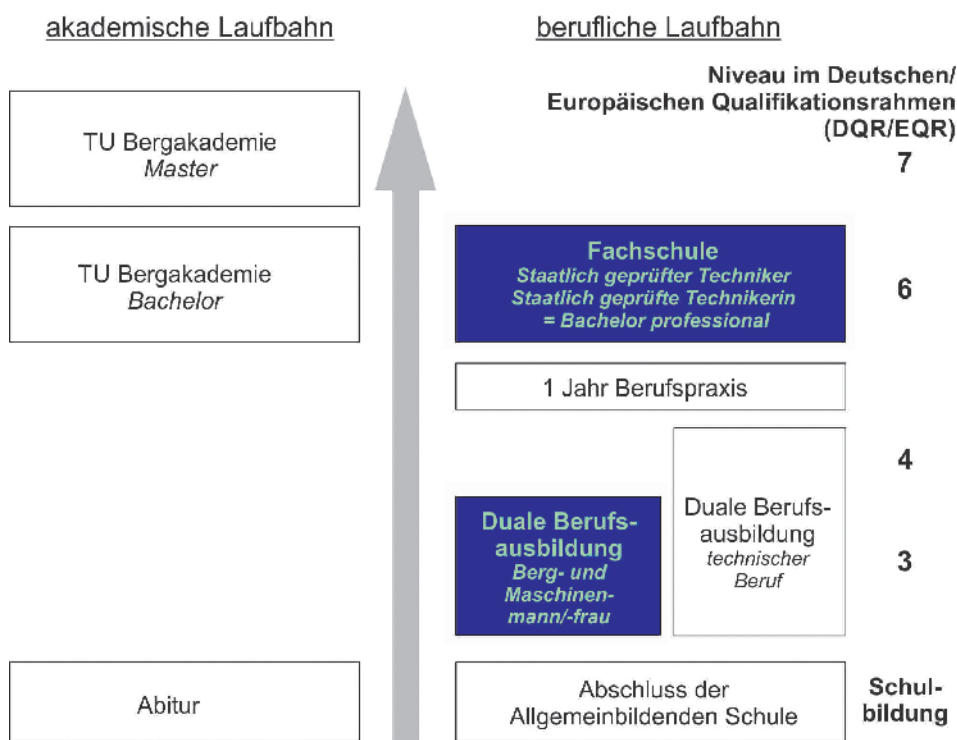 akademische Laufbahn
berufliche Laufbahn
Niveau im Deutschen/
Europäischen Qualifikationsrahmen
(DQR/EQR)
TU Bergakademie
Master
7
TU Bergakademie
Bachelor
Fachschule
Staatlich geprüfter Techniker
Staatlich geprüfte Technikerin
= Bachelor professional
6
1 Jahr Berufspraxis
4
Duale Berufs-
ausbildung
Berg- und
Maschinen-
mann/-frau
Duale Berufs-
ausbildung
technischer
Beruf
3
Abitur
Abschluss der
Allgemeinbildenden Schule
Schul-
bildung